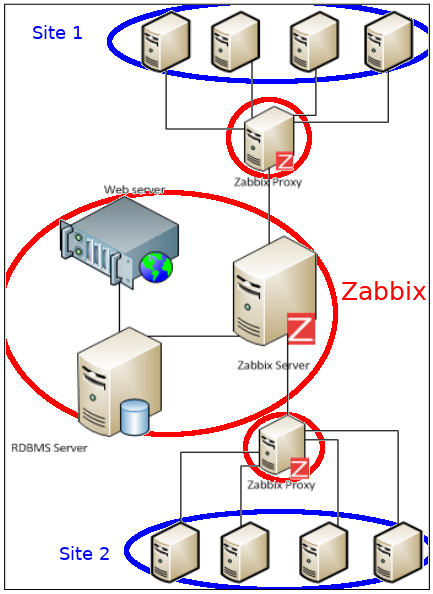 Site 1
Z
Zabbix Proxy
Web server
Zabbix
Z
Zabbix Server
RDBMS Server
Z
Zabbix Proxy
Site 2